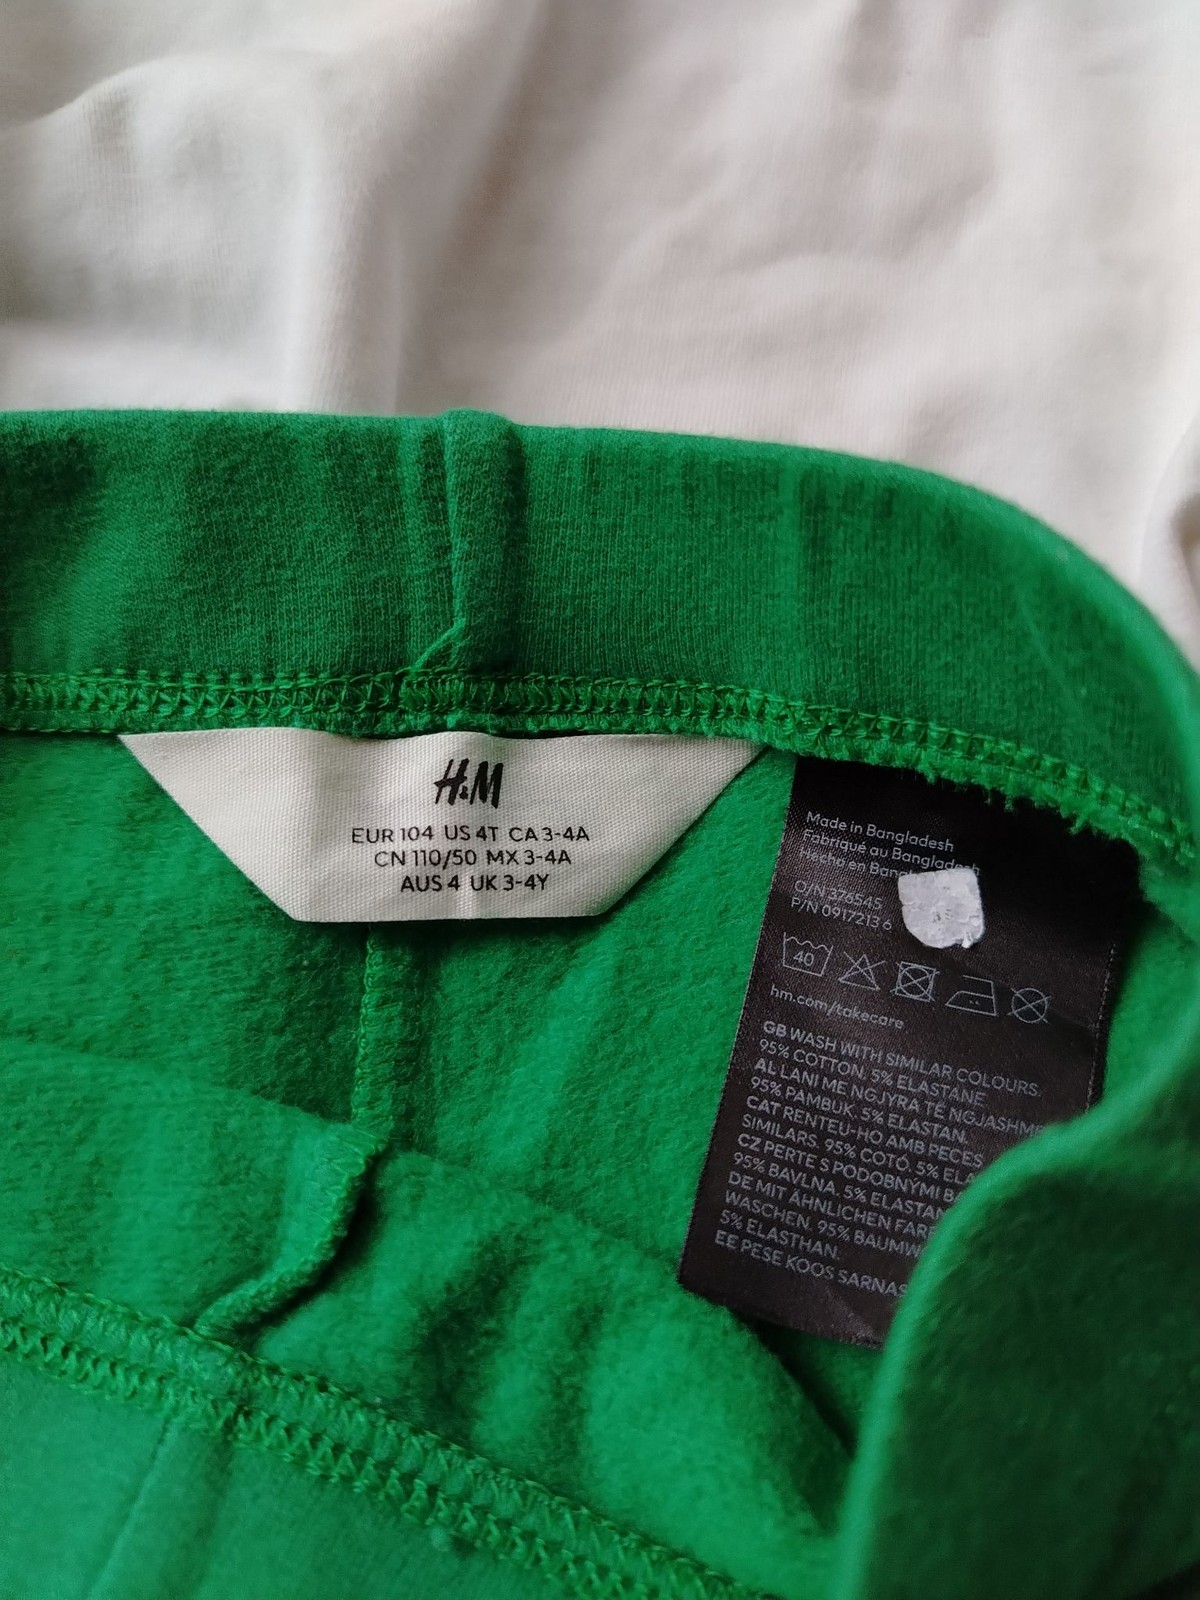 H&M
EUR 104 US 4T CA 3-4A
CN 110/50 MX 3-4A
AUS 4 UK 3-4Y
Made in Bangladesh
Fabriqué au Bangladesh
Hecho en Bang
O/N 376545
P/N 0917213 6
40
hm.com/takecare
GB WASH WITH SIMILAR COLOURS.
95% COTTON. 5% ELASTANE
AL LANI ME NGJYRA TË NGJASHME
95% PAMBUK. 5% ELASTAN.
CAT RENTEU-HO AMB PECES
SIMILARS. 95% COTÓ. 5% ELA
CZ PERTE S PODOBNÝMI BA
95% BAVLNA. 5% ELASTAN
DE MIT ÄHNLICHEN FARB
WASCHEN. 95% BAUMW
5% ELASTHAN.
EE PESE KOOS SARNAS